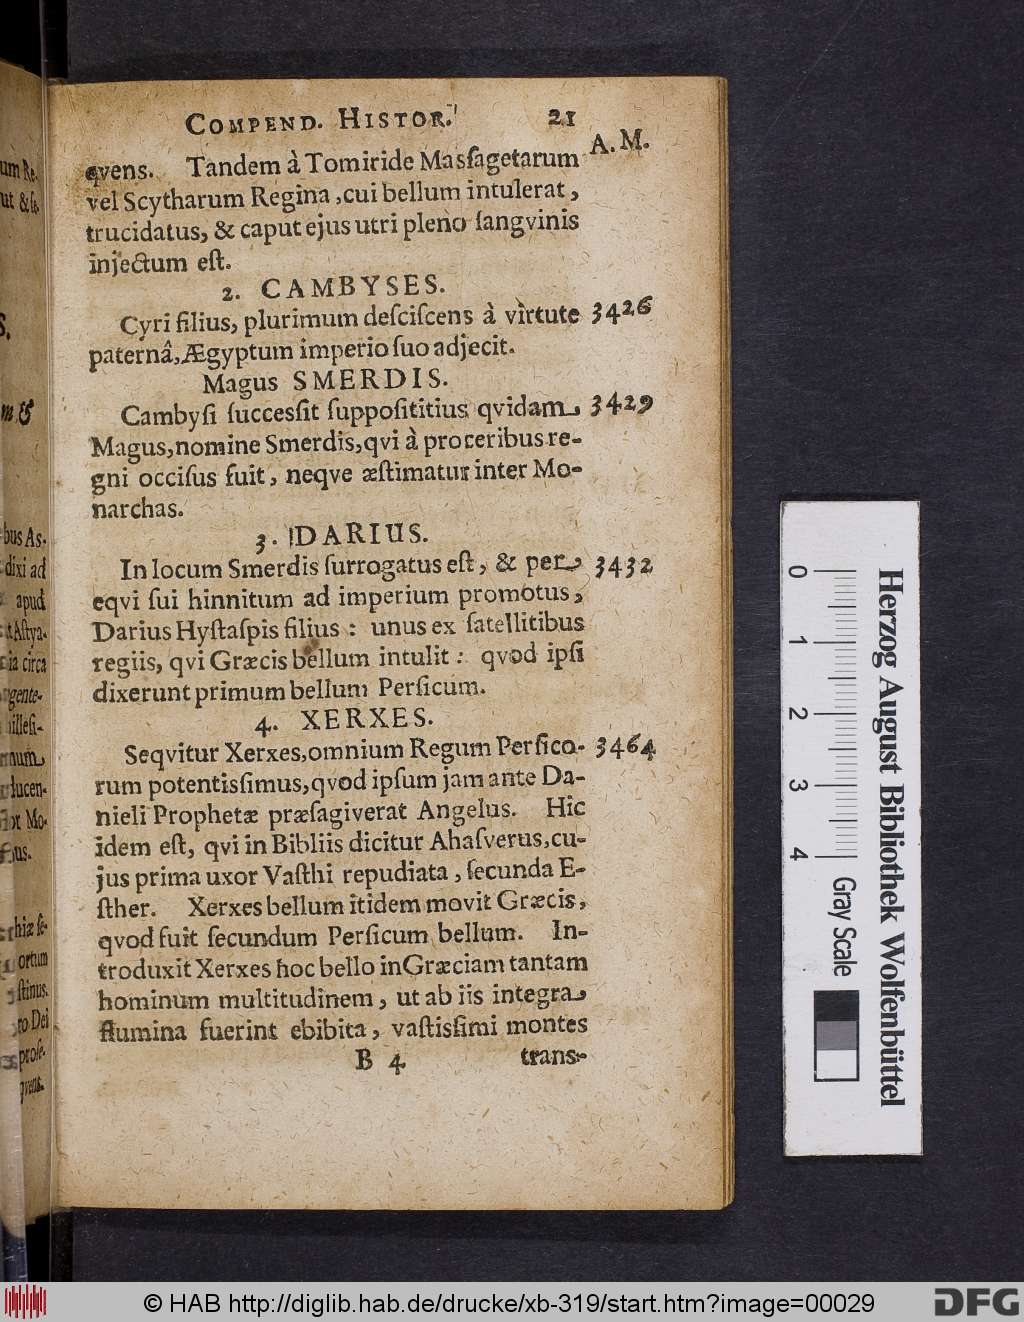 COMPEND. HISTOR. 21
A. M.
qvens. Tandem à Tomiride Masſagetarum
vel Scytharum Regina, cui bellum intulerat,
trucidatus, & caput ejus utri pleno ſangvinis
injectum eſt.
2. CAMBYSES.
Cyri filius, plurimum deſciſcens à virtute 3426
paternâ, Ægyptum imperio ſuo adjecit.
Magus SMERDIS.
Cambyſi ſuccesſit ſuppoſititius qvidam 3429
Magus, nomine Smerdis, qvi à proceribus re-
gni occiſus fuit, neqve æſtimatur inter Mo-
narchas.
3. DARIUS.
In locum Smerdis ſurrogatus eſt, & per 3432
eqvi ſui hinnitum ad imperium promotus,
Darius Hyſtaſpis filius: unus ex ſatellitibus
regiis, qvi Græcis bellum intulit: qvod ipſi
dixerunt primum bellum Perſicum.
4. XERXES.
Seqvitur Xerxes, omnium Regum Perſico- 3464
rum potentisſimus, qvod ipſum jam ante Da-
nieli Prophetæ præſagiverat Angelus. Hic
idem eſt, qvi in Bibliis dicitur Ahaſverus, cu-
jus prima uxor Vaſthi repudiata, ſecunda E-
ſther. Xerxes bellum itidem movit Græcis,
qvod fuit ſecundum Perſicum bellum. In-
troduxit Xerxes hoc bello in Græciam tantam
hominum multitudinem, ut ab iis integra
flumina fuerint ebibita, vaſtisſimi montes
B 4 trans-
0 1 2 3 4
Gray Scale
Herzog August Bibliothek Wolfenbüttel
© HAB http://diglib.hab.de/drucke/xb-319/start.htm?image=00029
DFG